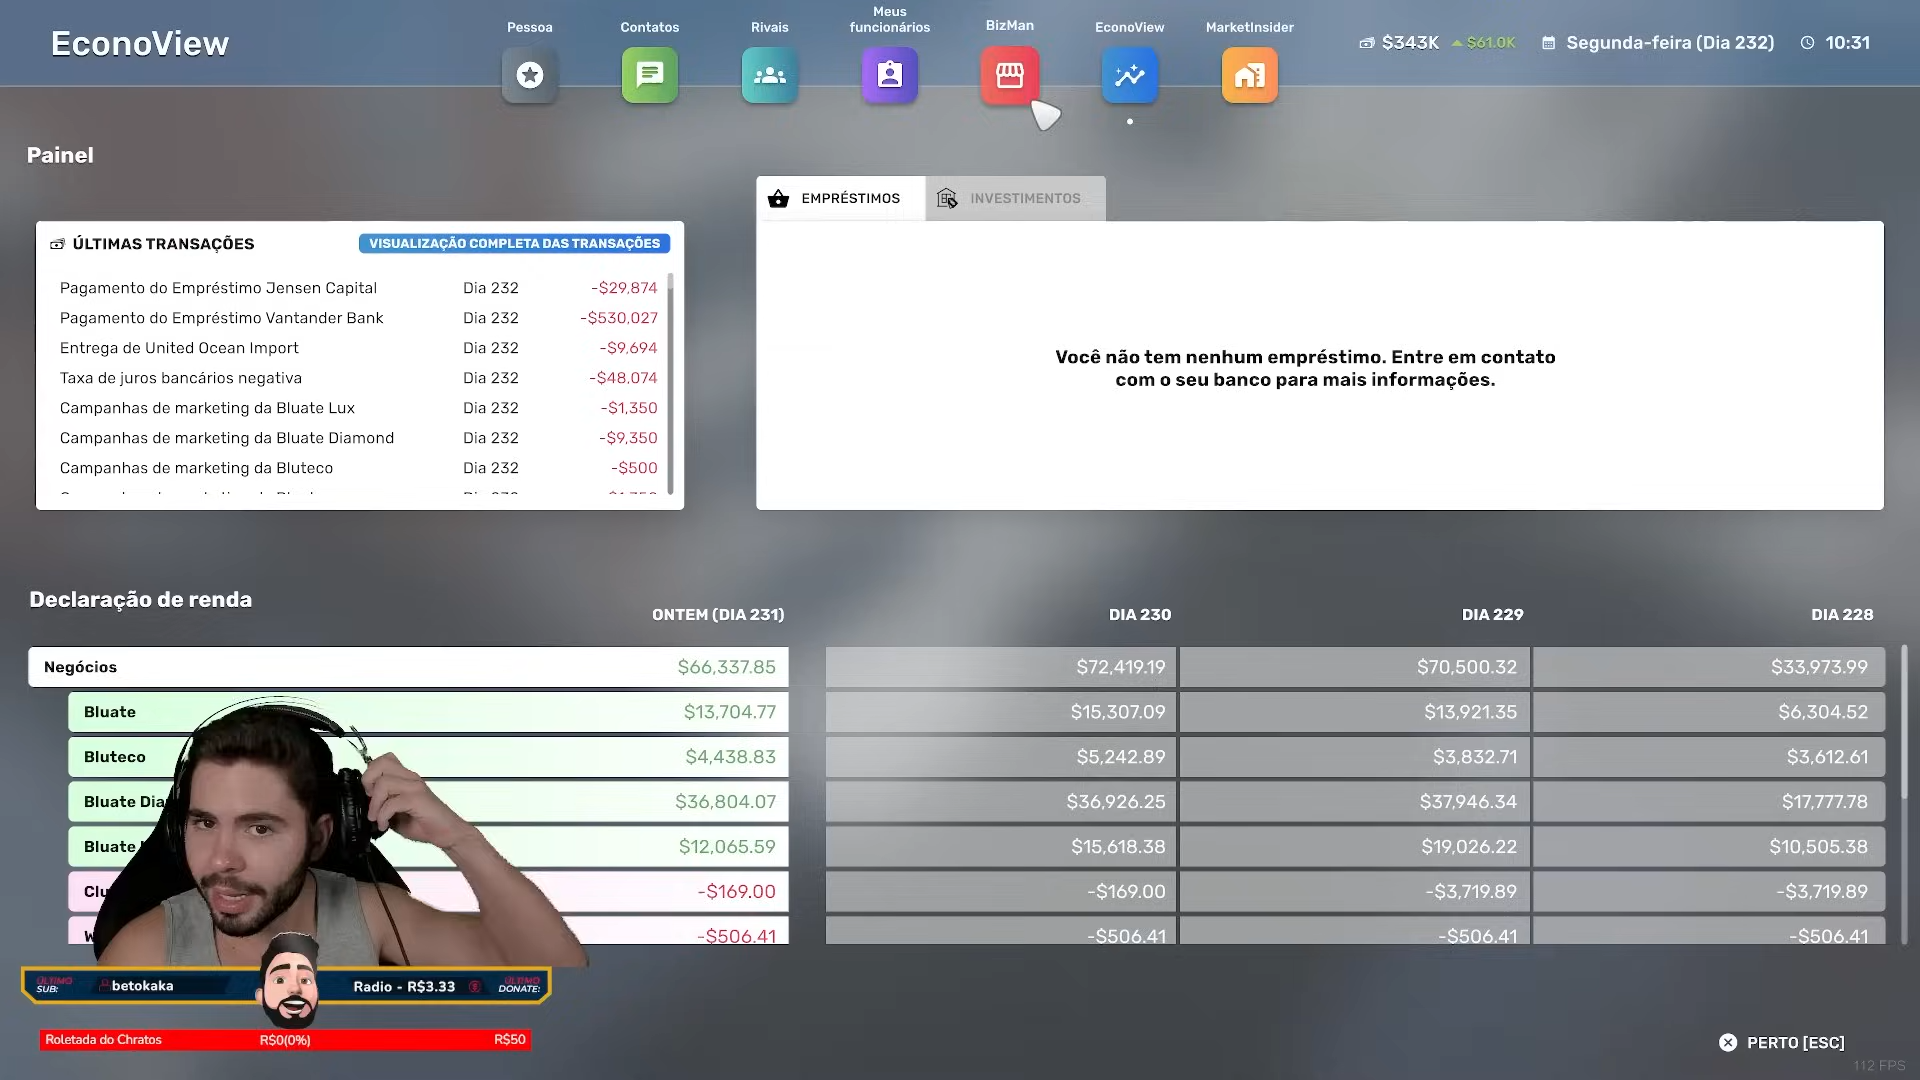 EconoView
Pessoa
Contatos
Rivais
Meus
funcionários
BizMan
EconoView
MarketInsider
$343K
$61.0K
Segunda-feira (Dia 232)
10:31
Painel
EMPRÉSTIMOS
INVESTIMENTOS
ÚLTIMAS TRANSAÇÕES
VISUALIZAÇÃO COMPLETA DAS TRANSAÇÕES
Pagamento do Empréstimo Jensen Capital Dia 232 -$29,874
Pagamento do Empréstimo Vantander Bank Dia 232 -$530,027
Entrega de United Ocean Import Dia 232 -$9,694
Taxa de juros bancários negativa Dia 232 -$48,074
Campanhas de marketing da Bluate Lux Dia 232 -$1,350
Campanhas de marketing da Bluate Diamond Dia 232 -$9,350
Campanhas de marketing da Bluteco Dia 232 -$500
Você não tem nenhum empréstimo. Entre em contato
com o seu banco para mais informações.
Declaração de renda
ONTEM (DIA 231) DIA 230 DIA 229 DIA 228
Negócios $66,337.85 $72,419.19 $70,500.32 $33,973.99
Bluate $13,704.77 $15,307.09 $13,921.35 $6,304.52
Bluteco $4,438.83 $5,242.89 $3,832.71 $3,612.61
Bluate Dia $36,804.07 $36,926.25 $37,946.34 $17,777.78
Bluate $12,065.59 $15,618.38 $19,026.22 $10,505.38
Clu -$169.00 -$169.00 -$3,719.89 -$3,719.89
W -$506.41 -$506.41 -$506.41 -$506.41
ÚLTIMO
SUB:
betokaka
Radio - R$3.33
ÚLTIMO
DONATE:
Roletada do Chratos R$0(0%) R$50
PERTO [ESC]
112 FPS